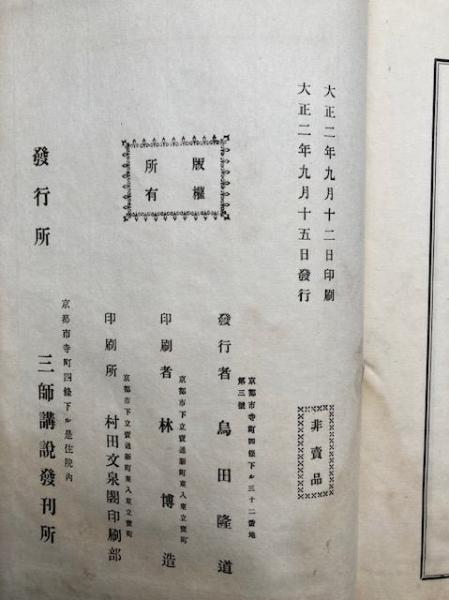 大正二年九月十二日印刷
大正二年九月十五日發行
非賣品
版權
所有
京都市寺町四條下ル三十二番地
第三號
發行者 鳥田隆道
京都市下立賣通新町東入東立賣町
印刷者 林博造
京都市下立賣通新町東入東立賣町
印刷所 村田文泉閣印刷部
京都市寺町四條下ル是住院內
發行所 三師講說發刊所